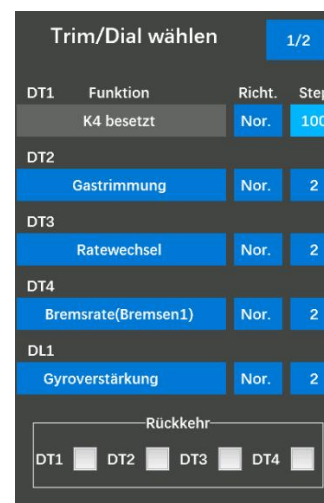 Trim/Dial wählen 1/2
DT1 Funktion Richt. Step
K4 besetzt Nor. 100
DT2
Gastrimmung Nor. 2
DT3
Ratewechsel Nor. 2
DT4
Bremsrate(Bremsen1) Nor. 2
DL1
Gyroverstärkung Nor. 2
Rückkehr
DT1 DT2 DT3 DT4